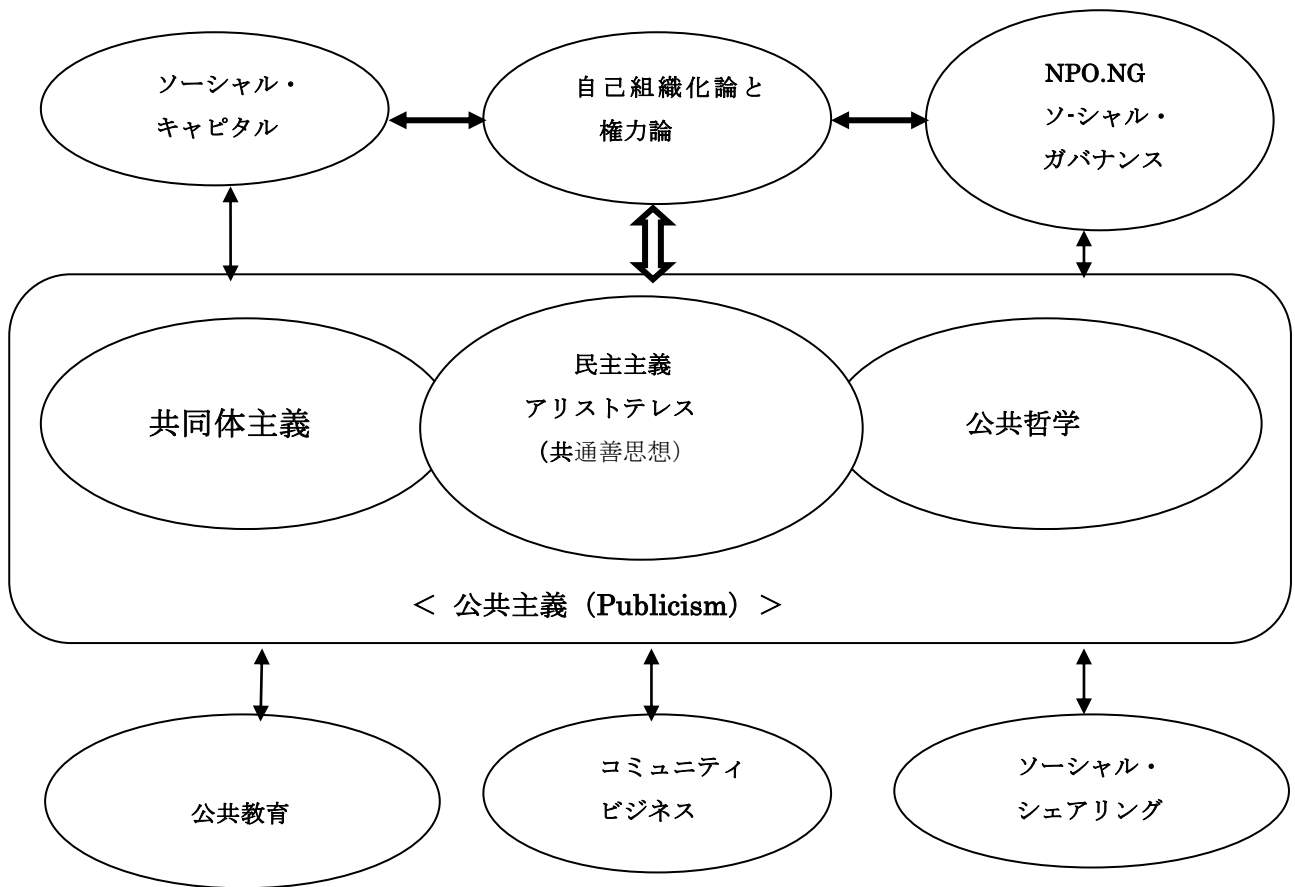 ソーシャル・
キャピタル
自己組織化論と
権力論
NPO.NG
ソ-シャル・
ガバナンス
共同体主義
民主主義
アリストテレス
（共通善思想）
公共哲学
＜ 公共主義（Publicism）＞
公共教育
コミュニティ
ビジネス
ソーシャル・
シェアリング